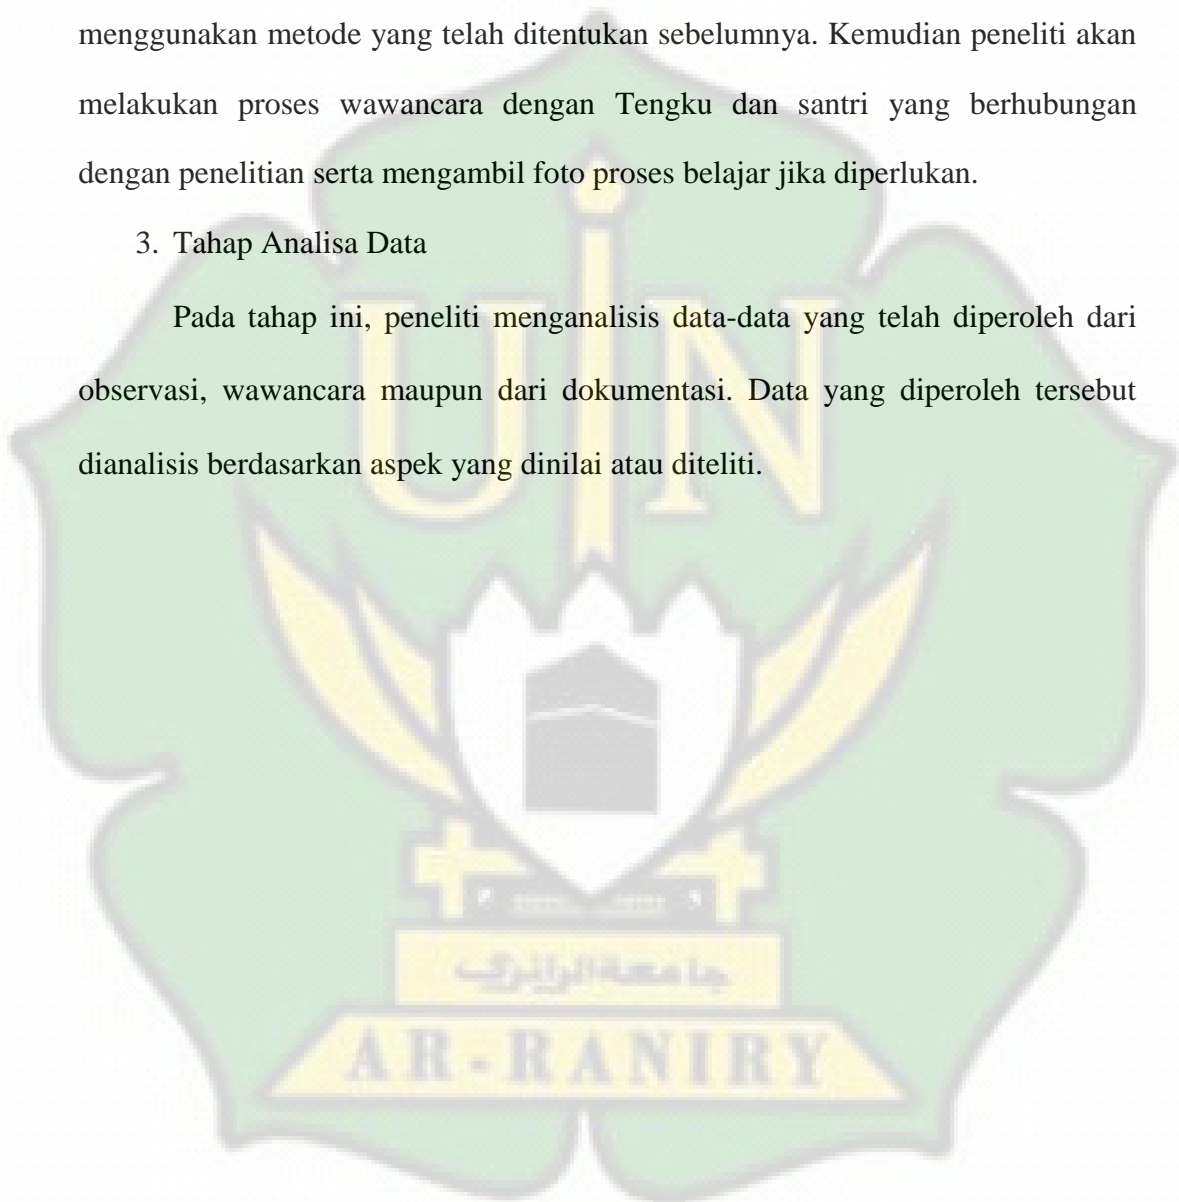 menggunakan metode yang telah ditentukan sebelumnya. Kemudian peneliti akan
melakukan proses wawancara dengan Tengku dan santri yang berhubungan
dengan penelitian serta mengambil foto proses belajar jika diperlukan.
3. Tahap Analisa Data
Pada tahap ini, peneliti menganalisis data-data yang telah diperoleh dari
observasi, wawancara maupun dari dokumentasi. Data yang diperoleh tersebut
dianalisis berdasarkan aspek yang dinilai atau diteliti.
UIN
جامعة الرانري
AR-RANIRY